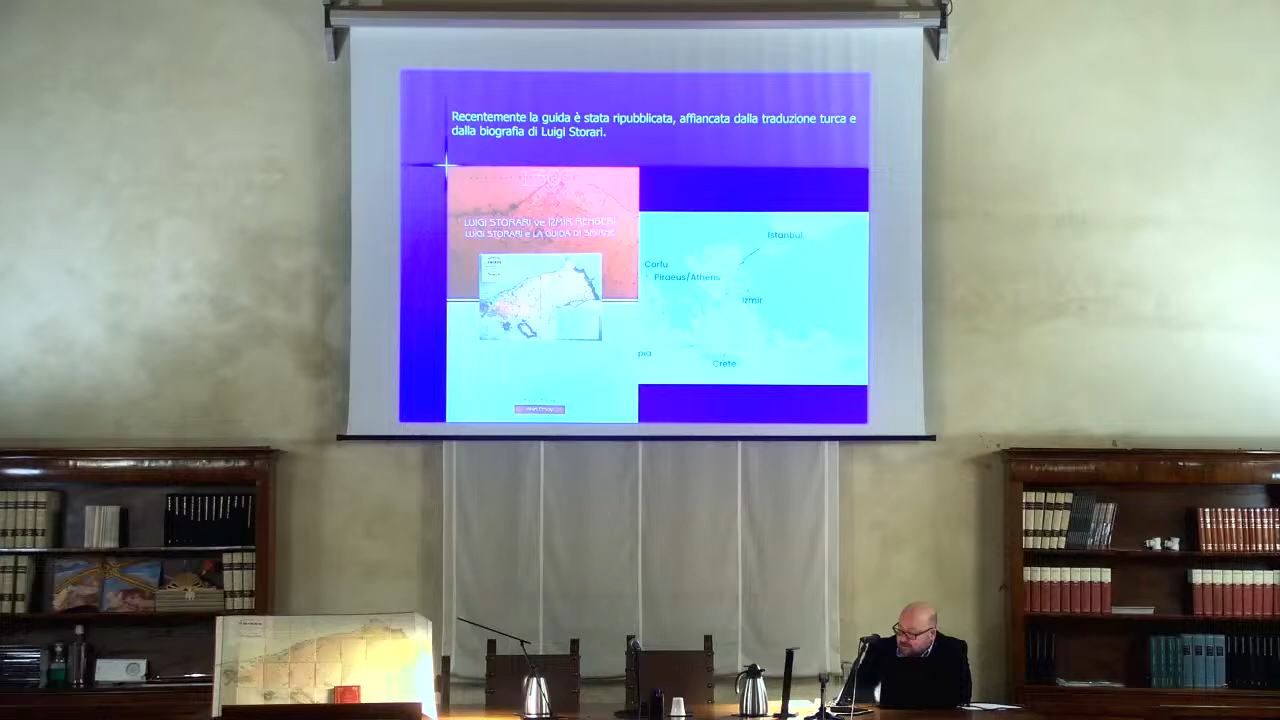 Recentemente la guida è stata ripubblicata, affiancata dalla traduzione turca e
dalla biografia di Luigi Storari.
LUIGI STORARI ve İZMİR REHBERİ
LUIGI STORARI e LA GUIDA DI SMIRNE
Istanbul
Corfu
Piraeus/Athens
Izmir
Crete